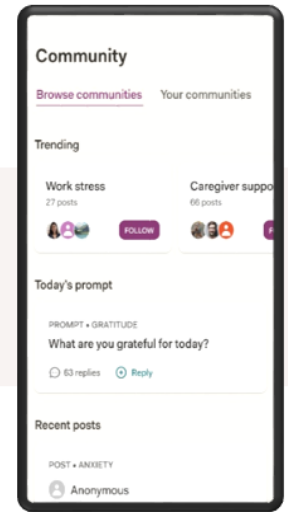 Community
Browse communities Your communities
Trending
Work stress
27 posts
FOLLOW
Caregiver suppo
66 posts
F
Today's prompt
PROMPT • GRATITUDE
What are you grateful for today?
63 replies Reply
Recent posts
POST • ANXIETY
Anonymous